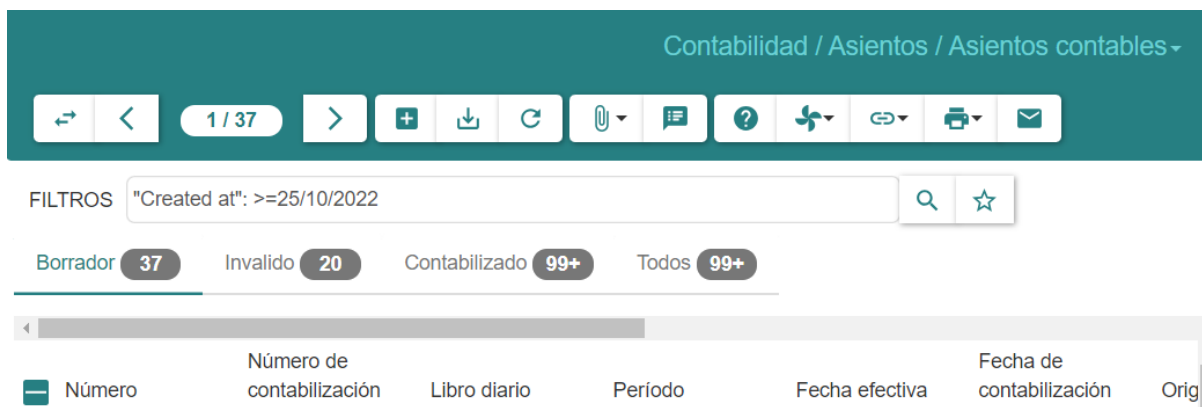 Contabilidad / Asientos / Asientos contables
1 / 37
FILTROS "Created at": >=25/10/2022
Borrador 37 Invalido 20 Contabilizado 99+ Todos 99+
Número Número de contabilización Libro diario Período Fecha efectiva Fecha de contabilización Orig